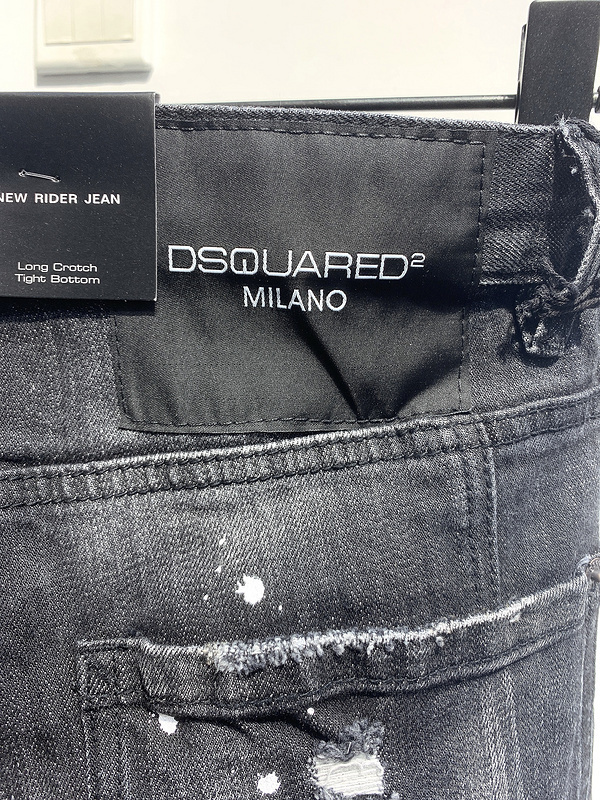 NEW RIDER JEAN
Long Crotch
Tight Bottom
DSQUARED²
MILANO